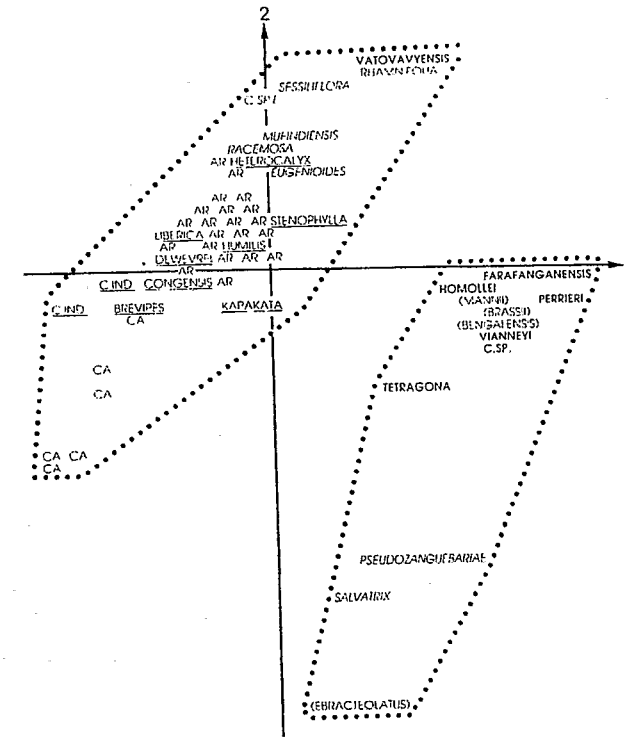 2
VATOVAVYENSIS
RHAMNIFOLIA
SESSILIFLORA
C.SP.1
MUFINDIENSIS
RACEMOSA
AR HETEROCALYX
AR EUGENIOIDES
AR AR
AR AR AR
AR AR AR AR STENOPHYLLA
LIBERICA AR AR AR
AR AR HUMILIS
DEWEVREI AR AR AR
AR
C.IND CONGENSIS AR
FARAFANGANENSIS
HOMOLLEI
C.IND BREVIPES KAPAKATA
(MANNII) PERRIERI
(BRASSII)
CA
(BENGALENSIS)
VIANNEYI
C.SP.
CA
TETRAGONA
CA
CA CA
CA
PSEUDOZANGUEBARIAE
SALVATRIX
(EBRACTEOLATUS)